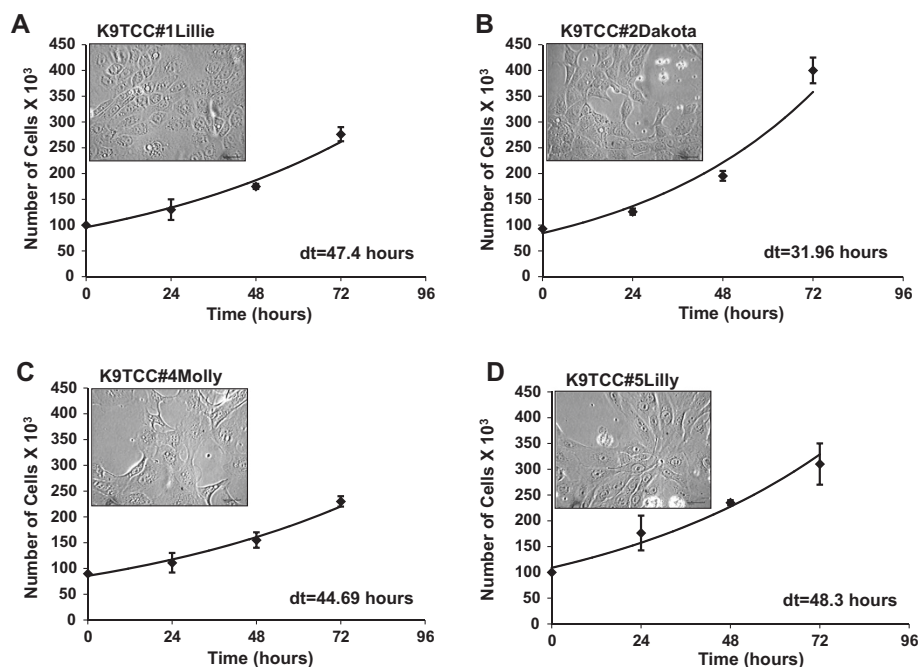 A
K9TCC#1Lillie
Number of Cells X 10³
450
400
350
300
250
200
150
100
50
0
0 24 48 72 96
Time (hours)
dt=47.4 hours
B
K9TCC#2Dakota
Number of Cells X 10³
450
400
350
300
250
200
150
100
50
0
0 24 48 72 96
Time (hours)
dt=31.96 hours
C
K9TCC#4Molly
Number of Cells X 10³
450
400
350
300
250
200
150
100
50
0
0 24 48 72 96
Time (hours)
dt=44.69 hours
D
K9TCC#5Lilly
Number of Cells X 10³
450
400
350
300
250
200
150
100
50
0
0 24 48 72 96
Time (hours)
dt=48.3 hours